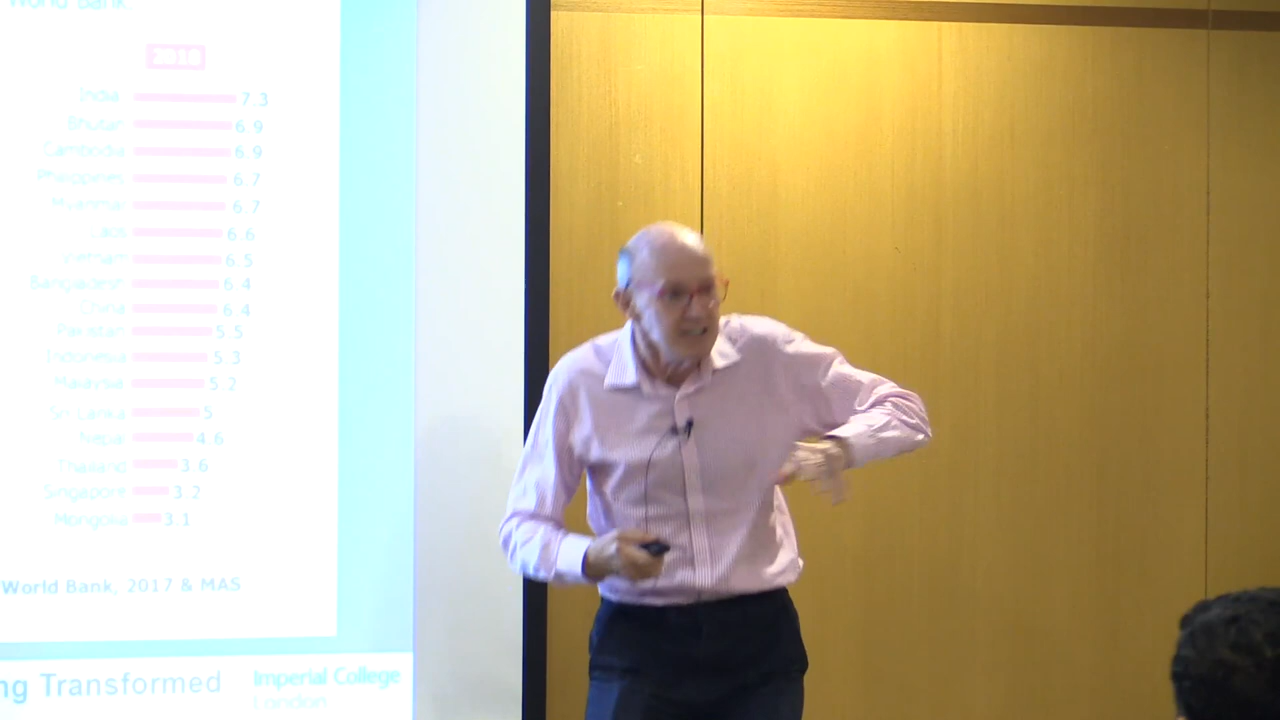 World Bank
2018
India 7.3
Bhutan 6.9
Cambodia 6.9
Philippines 6.7
Myanmar 6.7
Laos 6.6
Vietnam 6.5
Bangladesh 6.4
China 6.4
Pakistan 5.5
Indonesia 5.3
Malaysia 5.2
Sri Lanka 5
Nepal 4.6
Thailand 3.6
Singapore 3.2
Mongolia 3.1
World Bank, 2017 & MAS
ng Transformed
Imperial College
London